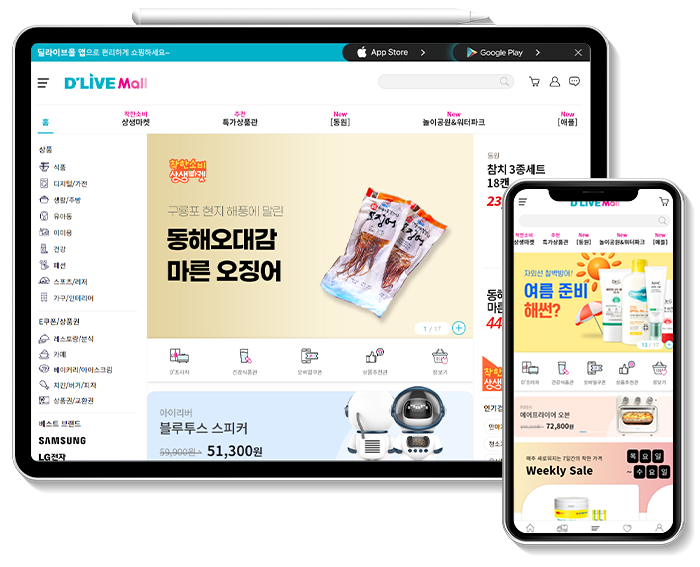 딜라이브몰 앱으로 편리하게 쇼핑하세요~
App Store
Google Play
D'LIVE Mall
홈
착한소비
상생마켓
추천
특가상품관
New
[동원]
New
놀이공원&워터파크
New
[애플]
상품
식품
디지털/가전
생활/주방
유아동
이미용
건강
패션
스포츠/레저
가구/인테리어
E쿠폰/상품권
레스토랑/분식
카페
베이커리/아이스크림
치킨/버거/피자
상품권/교환권
베스트 브랜드
SAMSUNG
LG전자
착한소비
상생마켓
구룡포 현지 해풍에 말린
동해오대감
마른 오징어
오징어
1 / 17
D'프라자
건강식품관
모바일쿠폰
상품추천관
장보기
아이리버
블루투스 스피커
59,900원
51,300원
동원
참치 3종세트
18캔
동해
마른
착한
상생
인기검
D'LIVE Mall
착한소비
상생마켓
추천
특가상품관
New
[동원]
New
놀이공원&워터파크
New
[애플]
자외선 철벽방어!
여름 준비
해썬?
13 / 17
D'프라자
건강식품관
모바일쿠폰
상품추천관
장보기
에어프라이어 오븐
72,800원
매주 새로워지는 7일간의 착한 가격
Weekly Sale
목요일
~수요일